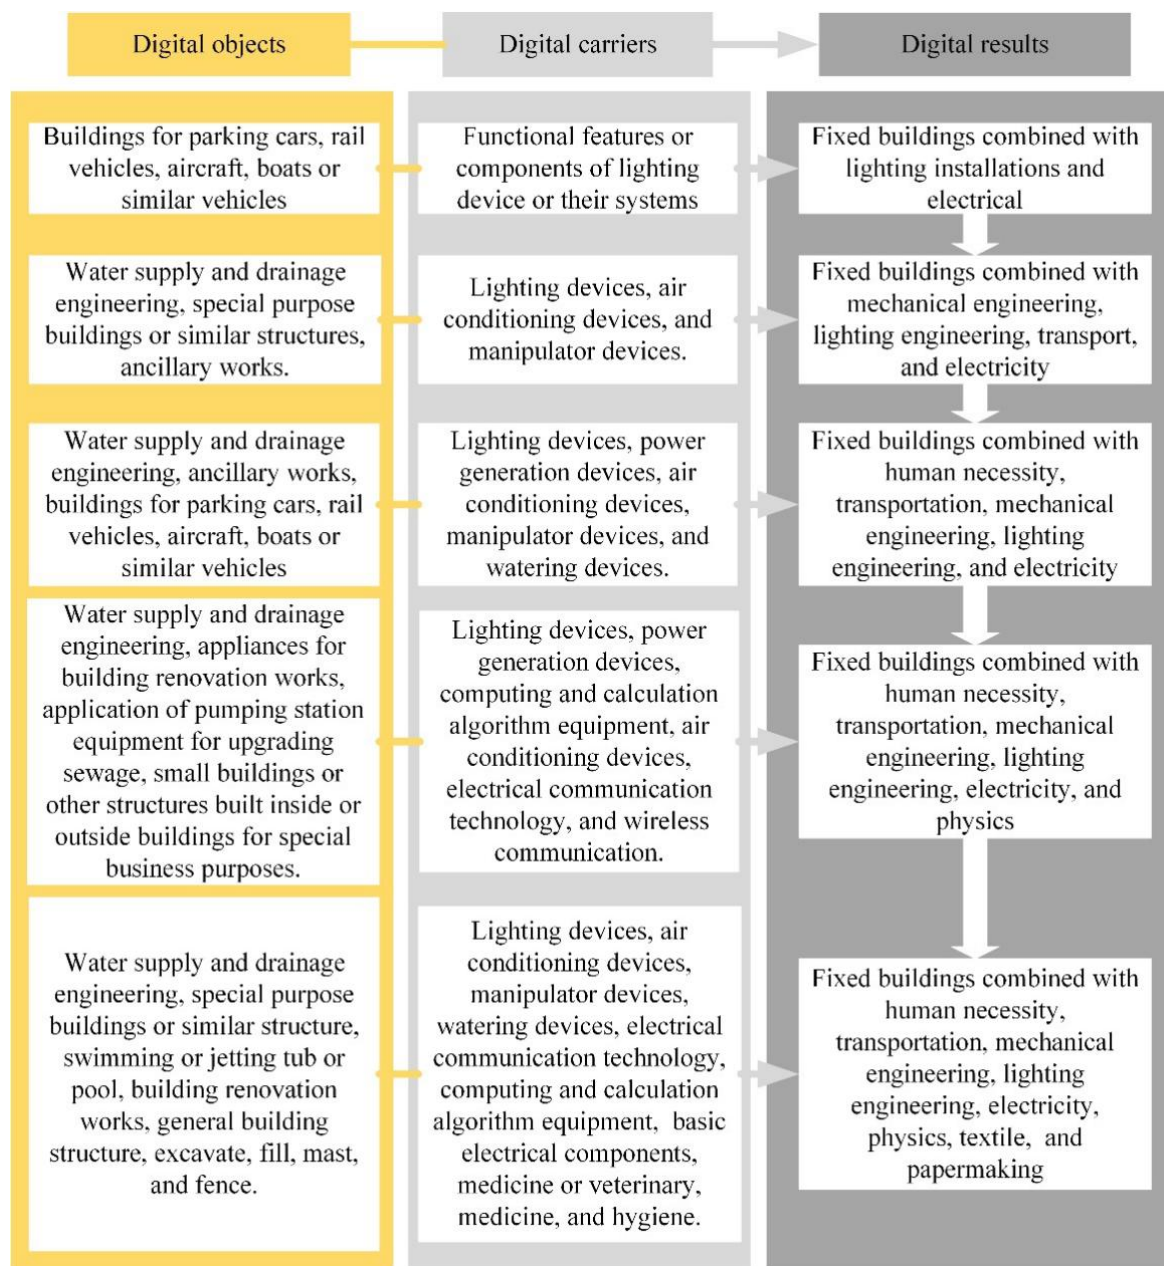 Digital objects
Digital carriers
Digital results
Buildings for parking cars, rail
vehicles, aircraft, boats or
similar vehicles
Functional features or
components of lighting
device or their systems
Fixed buildings combined with
lighting installations and
electrical
Water supply and drainage
engineering, special purpose
buildings or similar structures,
ancillary works.
Lighting devices, air
conditioning devices, and
manipulator devices.
Fixed buildings combined with
mechanical engineering,
lighting engineering, transport,
and electricity
Water supply and drainage
engineering, ancillary works,
buildings for parking cars, rail
vehicles, aircraft, boats or
similar vehicles
Lighting devices, power
generation devices, air
conditioning devices,
manipulator devices, and
watering devices.
Fixed buildings combined with
human necessity,
transportation, mechanical
engineering, lighting
engineering, and electricity
Water supply and drainage
engineering, appliances for
building renovation works,
application of pumping station
equipment for upgrading
sewage, small buildings or
other structures built inside or
outside buildings for special
business purposes.
Lighting devices, power
generation devices,
computing and calculation
algorithm equipment, air
conditioning devices,
electrical communication
technology, and wireless
communication.
Fixed buildings combined with
human necessity,
transportation, mechanical
engineering, lighting
engineering, electricity, and
physics
Water supply and drainage
engineering, special purpose
buildings or similar structure,
swimming or jetting tub or
pool, building renovation
works, general building
structure, excavate, fill, mast,
and fence.
Lighting devices, air
conditioning devices,
manipulator devices,
watering devices, electrical
communication technology,
computing and calculation
algorithm equipment, basic
electrical components,
medicine or veterinary,
medicine, and hygiene.
Fixed buildings combined with
human necessity,
transportation, mechanical
engineering, lighting
engineering, electricity,
physics, textile, and
papermaking